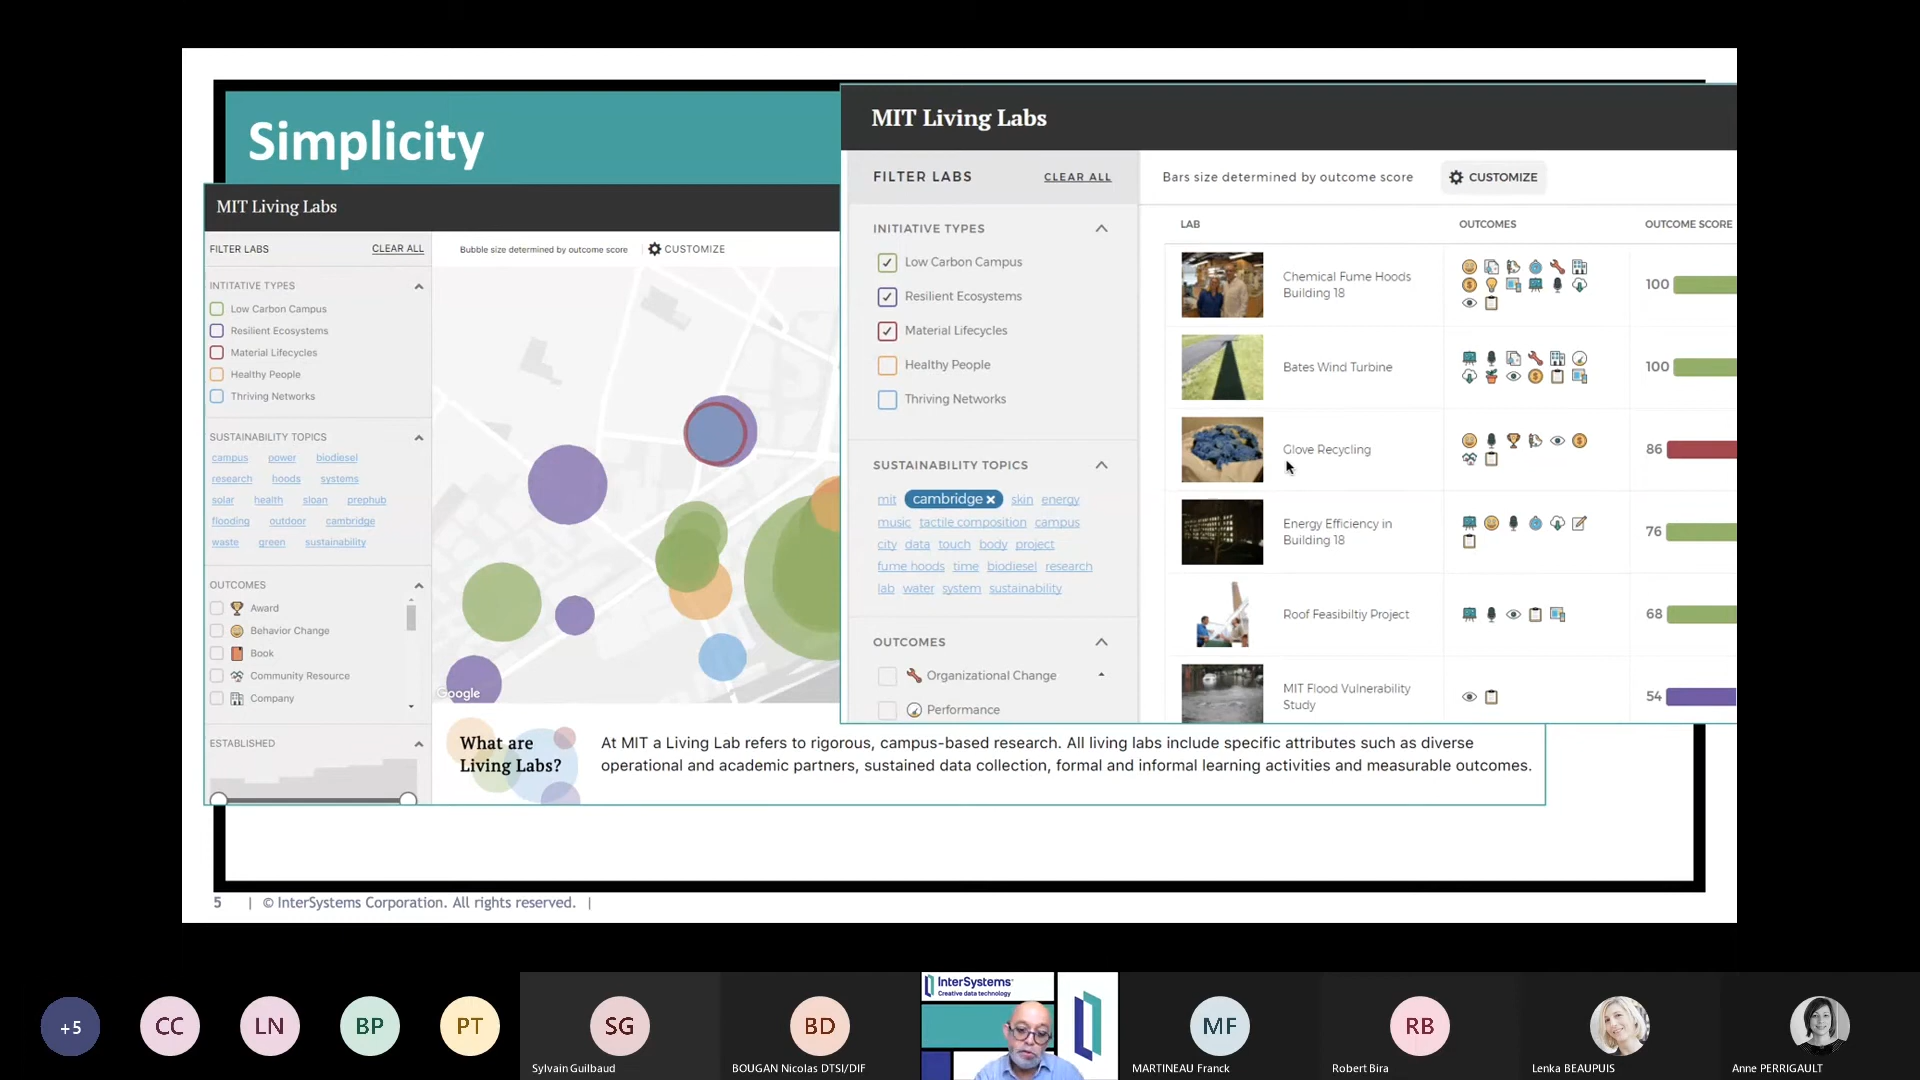 Simplicity
MIT Living Labs
FILTER LABS
CLEAR ALL
Bubble size determined by outcome score
CUSTOMIZE
INTITATIVE TYPES
Low Carbon Campus
Resilient Ecosystems
Material Lifecycles
Healthy People
Thriving Networks
SUSTAINABILITY TOPICS
campus power biodiesel
research hoods systems
solar health sloan prephub
flooding outdoor cambridge
waste green sustainability
OUTCOMES
Award
Behavior Change
Book
Community Resource
Company
ESTABLISHED
Google
What are
Living Labs?
At MIT a Living Lab refers to rigorous, campus-based research. All living labs include specific attributes such as diverse
operational and academic partners, sustained data collection, formal and informal learning activities and measurable outcomes.
MIT Living Labs
FILTER LABS
CLEAR ALL
Bars size determined by outcome score
CUSTOMIZE
INITIATIVE TYPES
Low Carbon Campus
Resilient Ecosystems
Material Lifecycles
Healthy People
Thriving Networks
SUSTAINABILITY TOPICS
mit cambridge × skin energy
music tactile composition campus
city data touch body project
fume hoods time biodiesel research
lab water system sustainability
OUTCOMES
Organizational Change
Performance
LAB
OUTCOMES
OUTCOME SCORE
Chemical Fume Hoods
Building 18
100
Bates Wind Turbine
100
Glove Recycling
86
Energy Efficiency in
Building 18
76
Roof Feasibiltiy Project
68
MIT Flood Vulnerability
Study
54
5 | © InterSystems Corporation. All rights reserved. |
+5
CC
LN
BP
PT
SG
Sylvain Guilbaud
BD
BOUGAN Nicolas DTSI/DIF
InterSystems
Creative data technology
MF
MARTINEAU Franck
RB
Robert Bira
Lenka BEAUPUIS
Anne PERRIGAULT